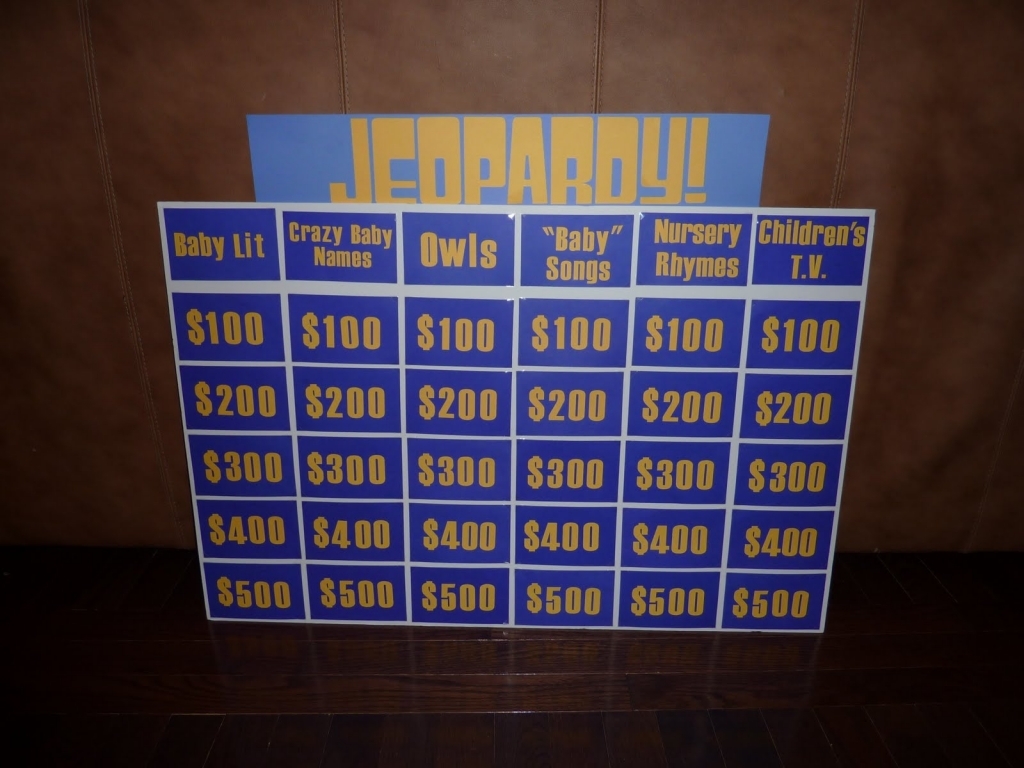 JEOPARDY!
Baby Lit
Crazy Baby
Names
Owls
"Baby"
Songs
Nursery
Rhymes
Children's
T.V.
$100 $100 $100 $100 $100 $100
$200 $200 $200 $200 $200 $200
$300 $300 $300 $300 $300 $300
$400 $400 $400 $400 $400 $400
$500 $500 $500 $500 $500 $500